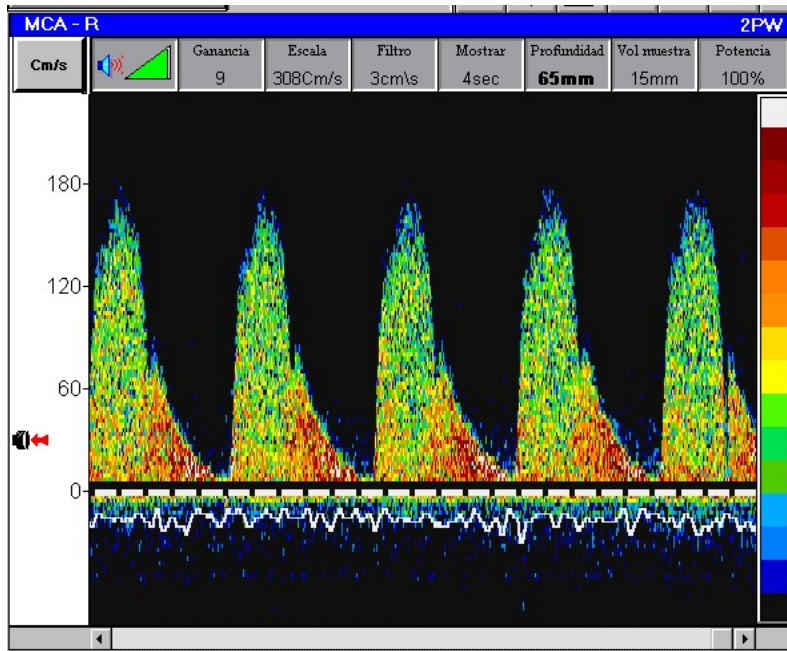 MCA - R 2PW
Cm/s Ganancia Escala Filtro Mostrar Profundidad Vol muestra Potencia
9 308Cm/s 3cm\s 4sec 65mm 15mm 100%
180
120
60
0